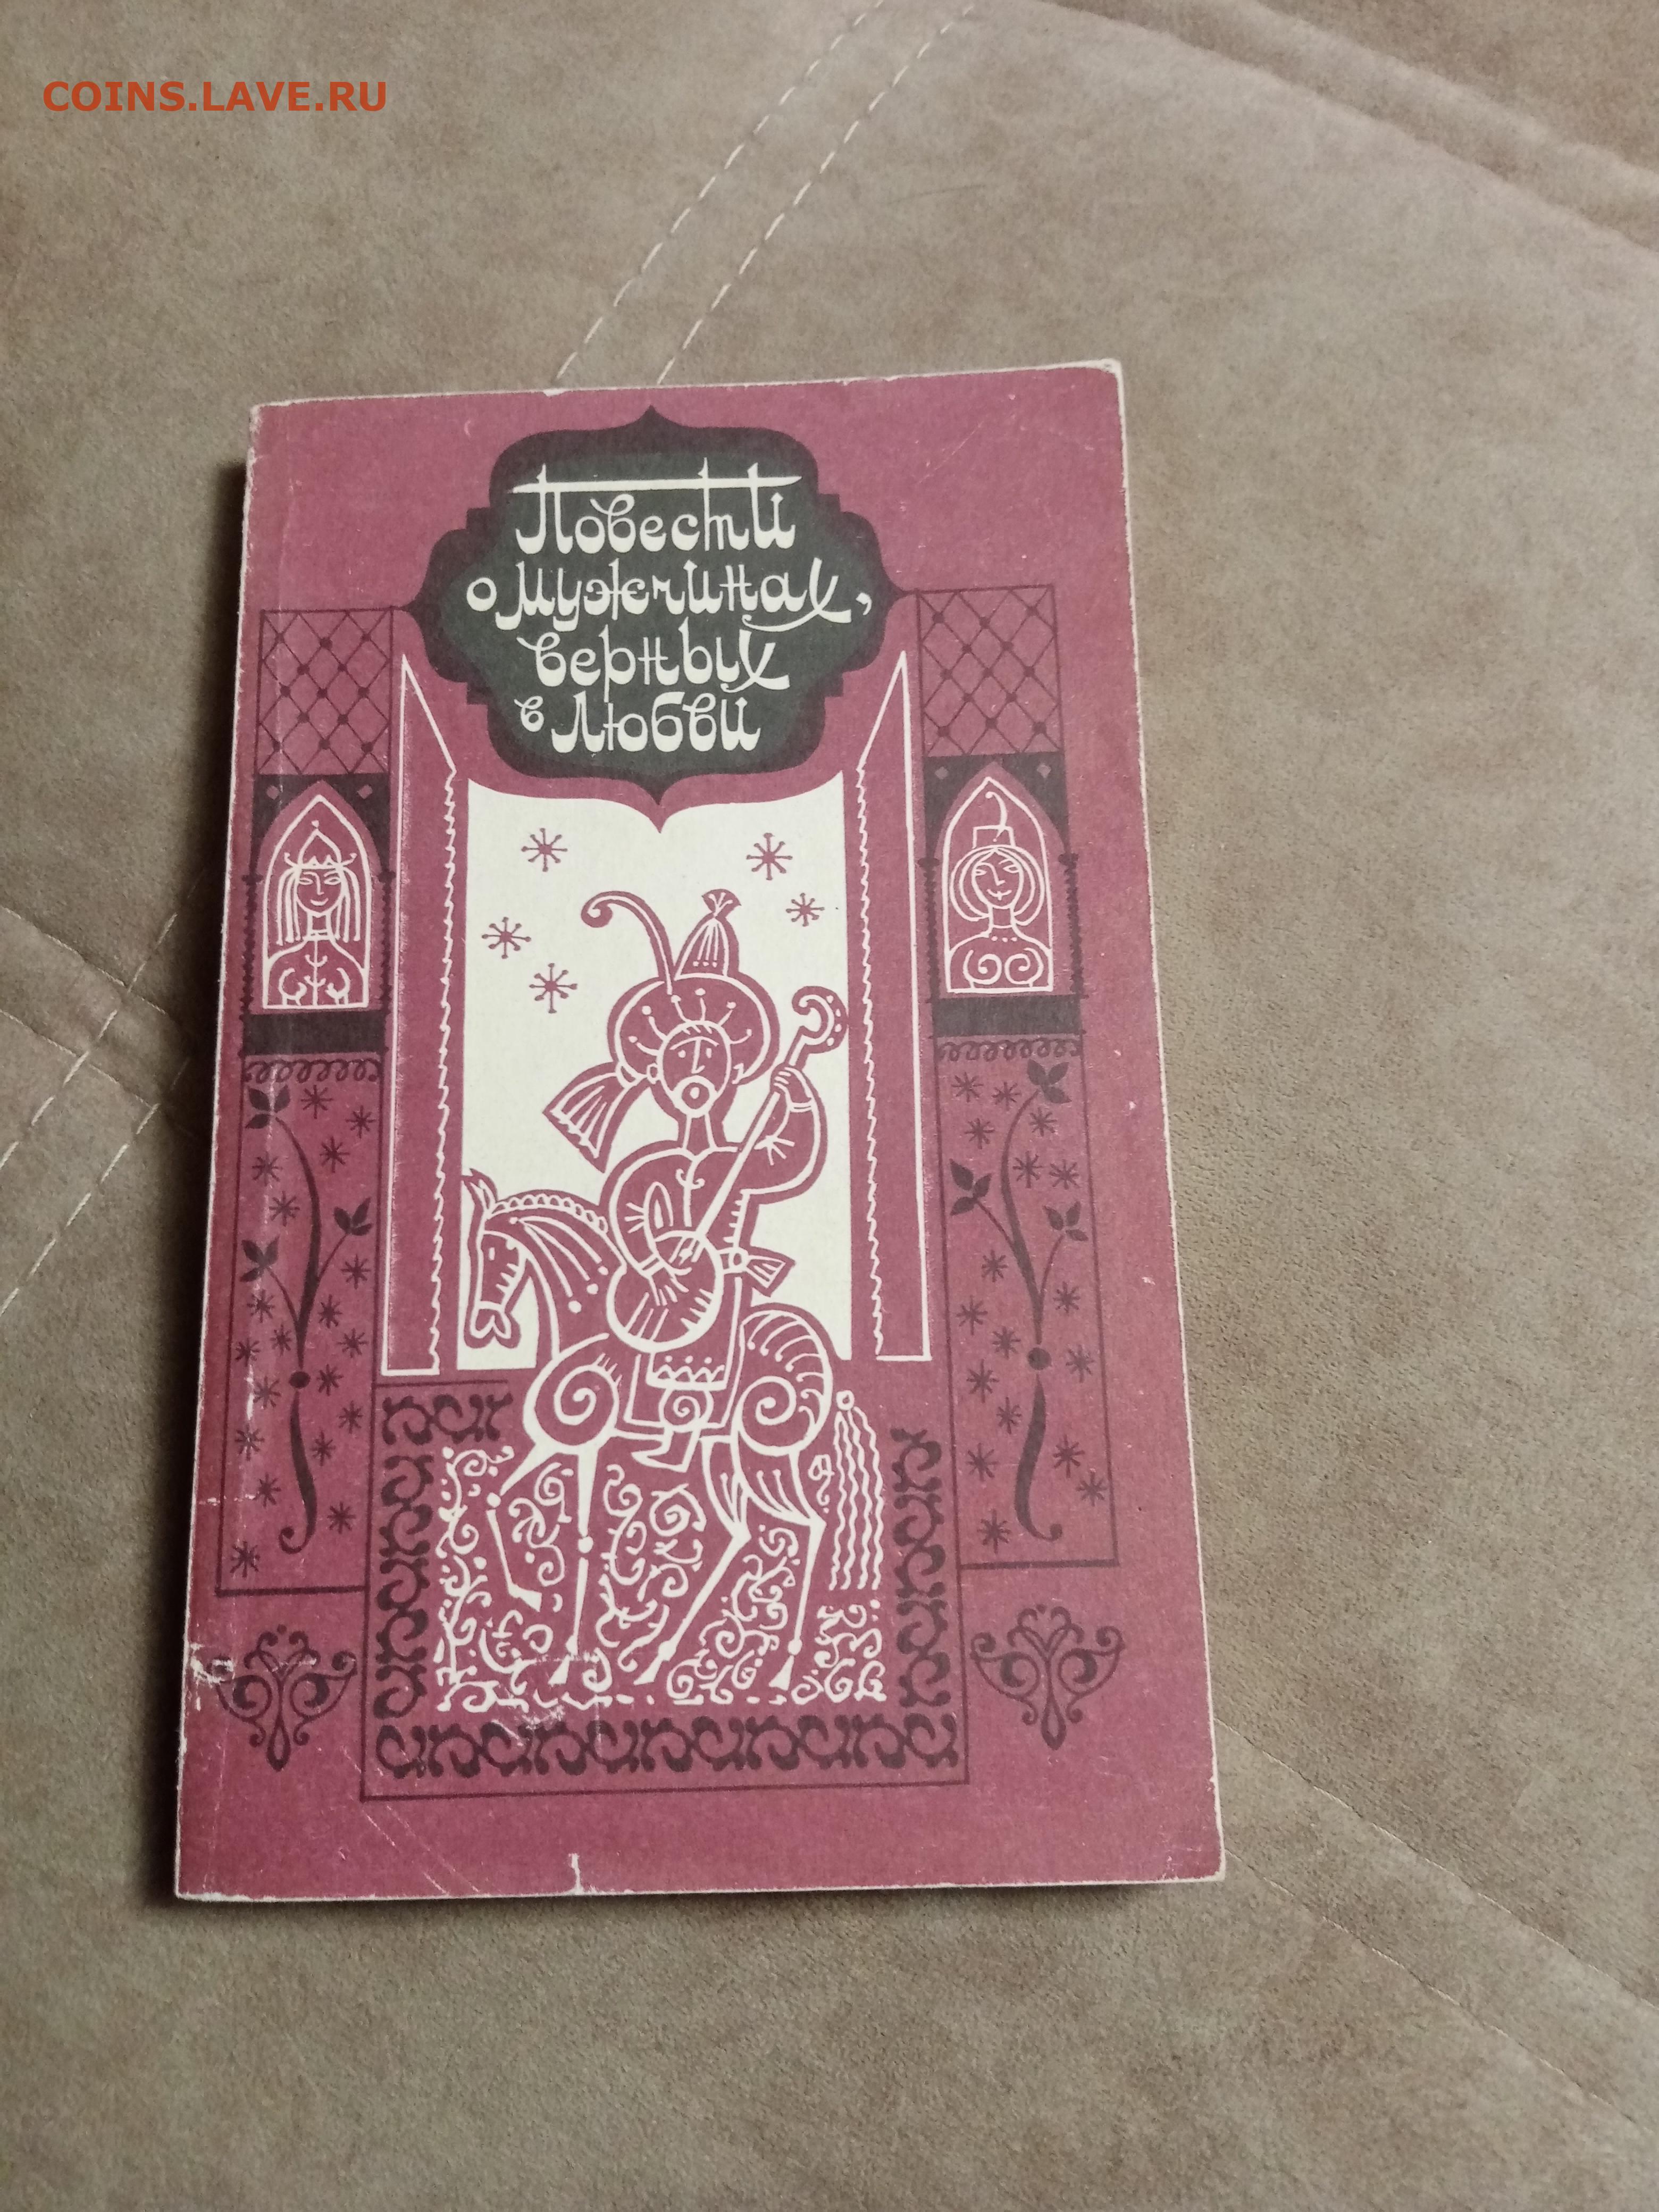 COINS.LAVE.RU
Повести
о мужчинах,
верных
в любви